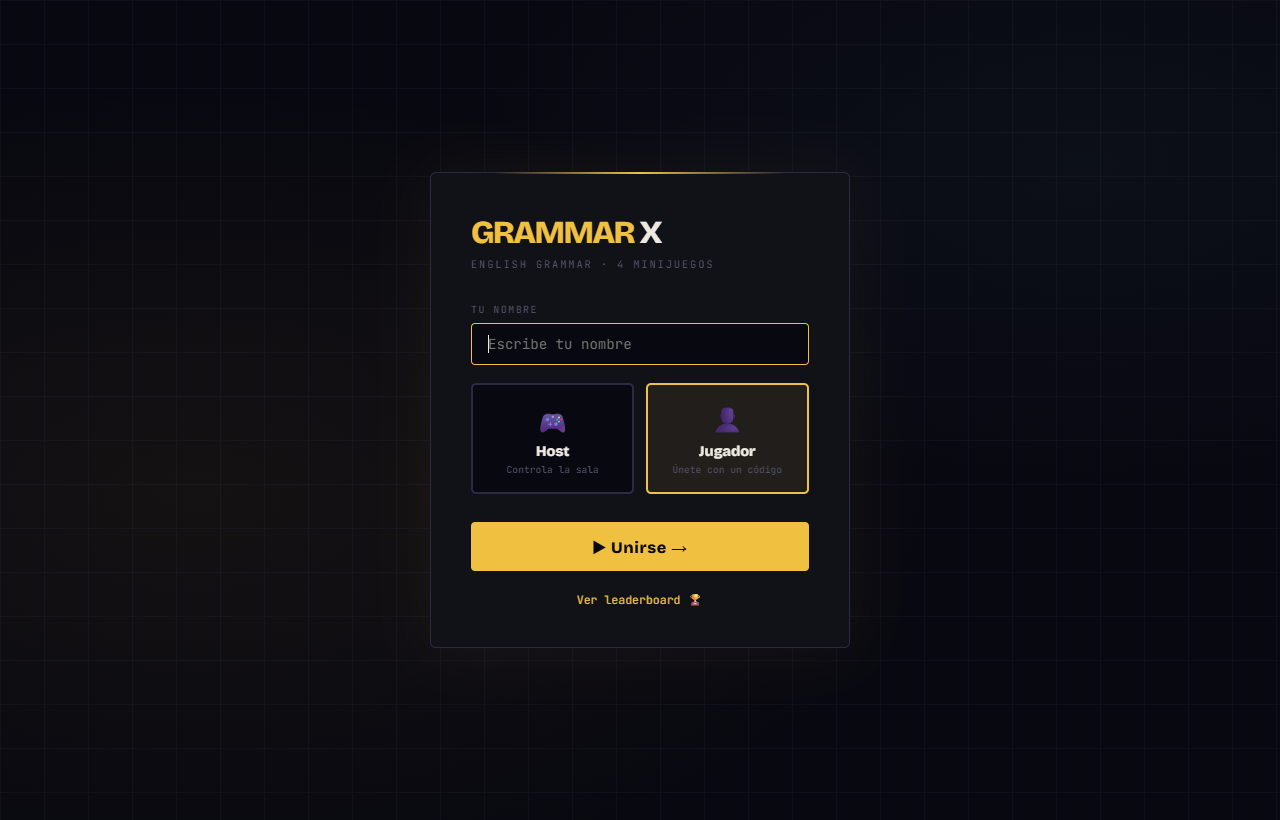 GRAMMAR X
ENGLISH GRAMMAR · 4 MINIJUEGOS
TU NOMBRE
Escribe tu nombre
Host
Controla la sala
Jugador
Únete con un código
▶ Unirse →
Ver leaderboard 🏆